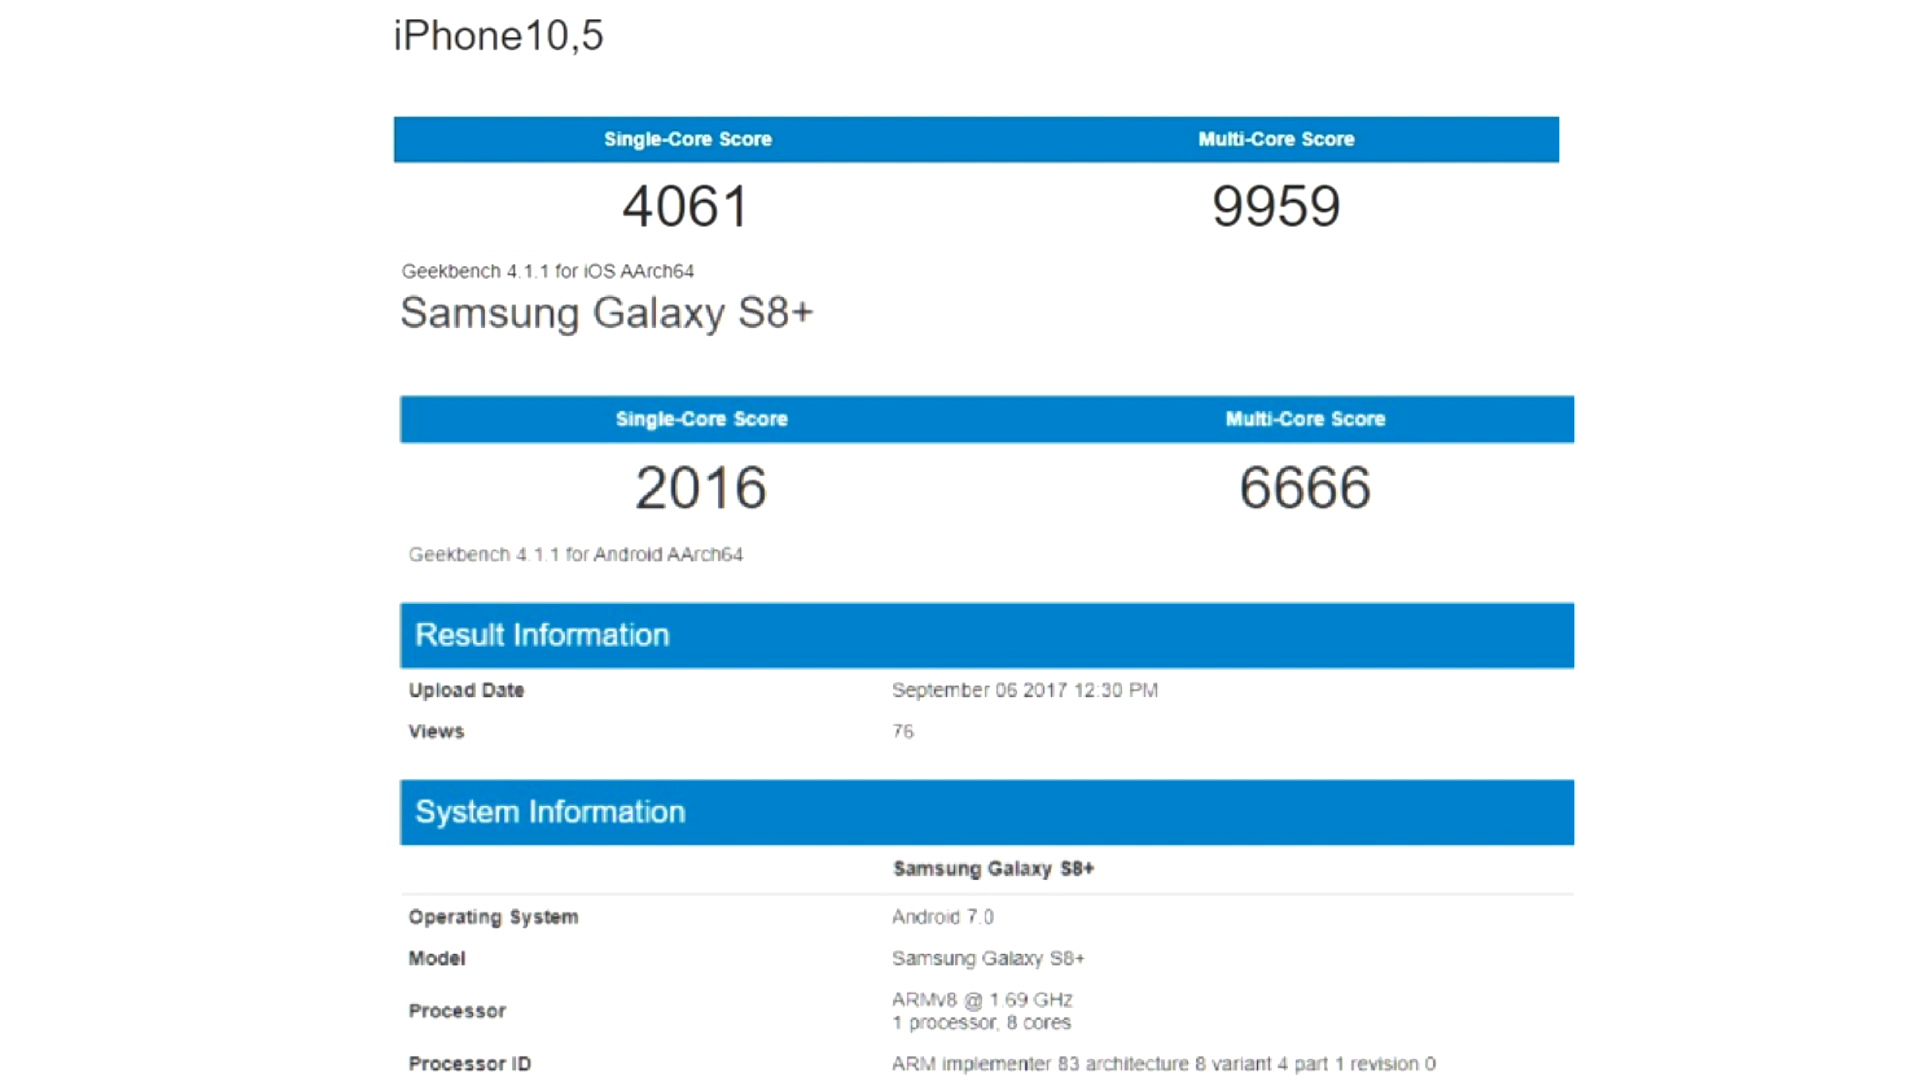 iPhone10,5
Single-Core Score Multi-Core Score
4061 9959
Geekbench 4.1.1 for iOS AArch64
Samsung Galaxy S8+
Single-Core Score Multi-Core Score
2016 6666
Geekbench 4.1.1 for Android AArch64
Result Information
Upload Date September 06 2017 12:30 PM
Views 76
System Information
Samsung Galaxy S8+
Operating System Android 7.0
Model Samsung Galaxy S8+
Processor ARMv8 @ 1.69 GHz
1 processor, 8 cores
Processor ID ARM implementer 83 architecture 8 variant 4 part 1 revision 0